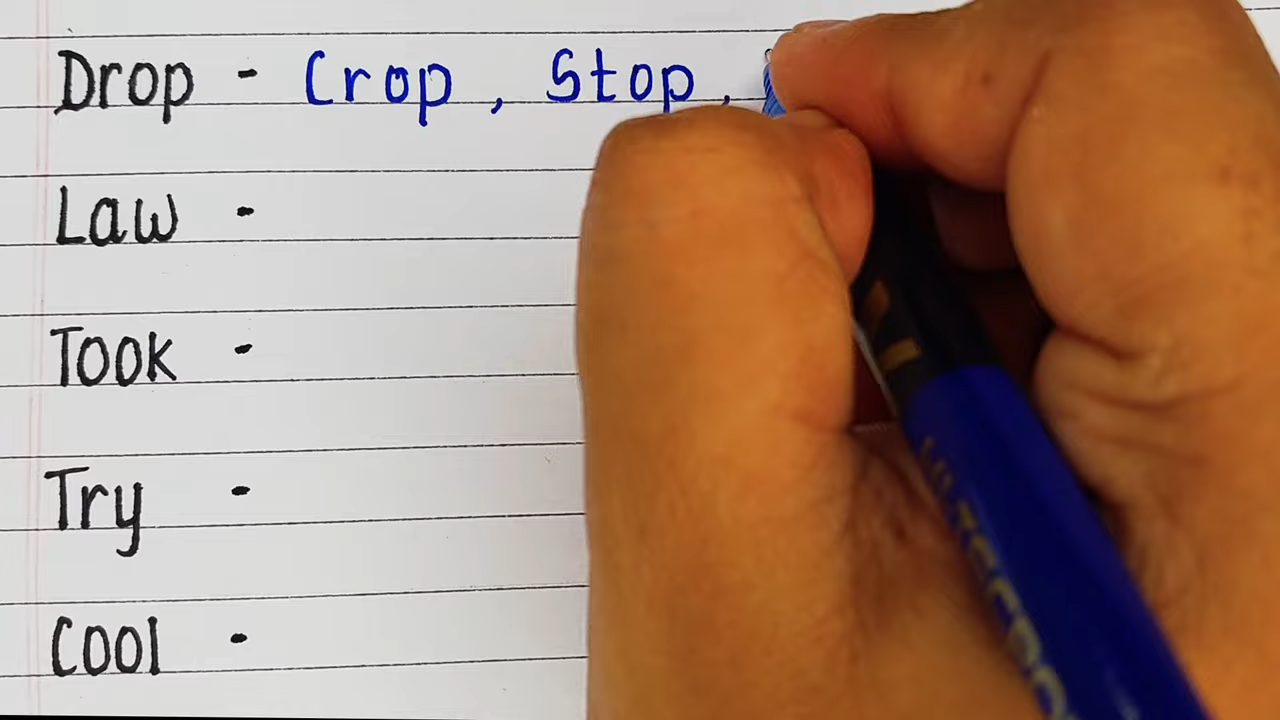 Drop - Crop , Stop ,
Law -
Took -
Try -
Cool -